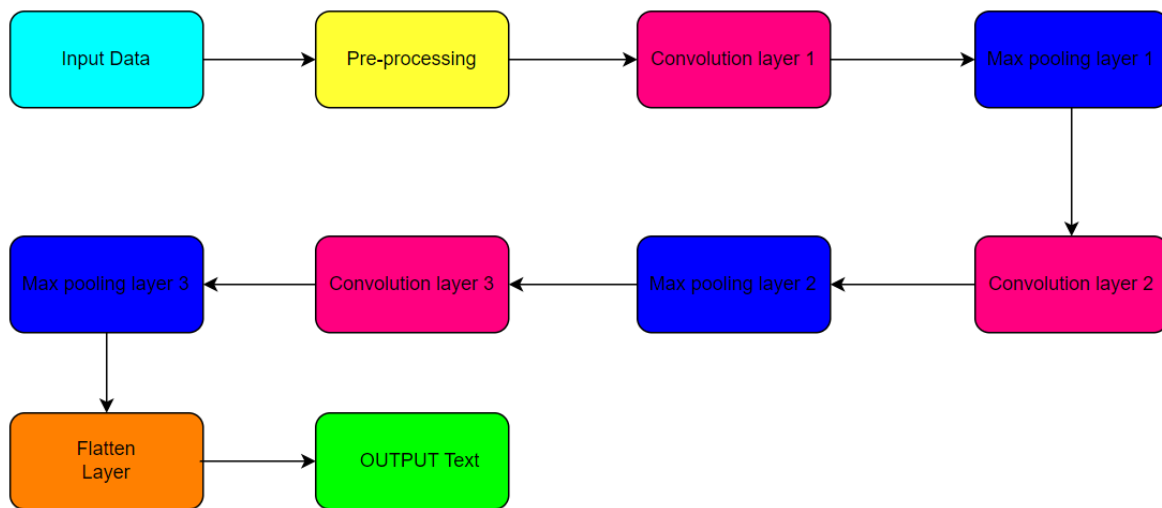 Input Data
Pre-processing
Convolution layer 1
Max pooling layer 1
Max pooling layer 3
Convolution layer 3
Max pooling layer 2
Convolution layer 2
Flatten
Layer
OUTPUT Text